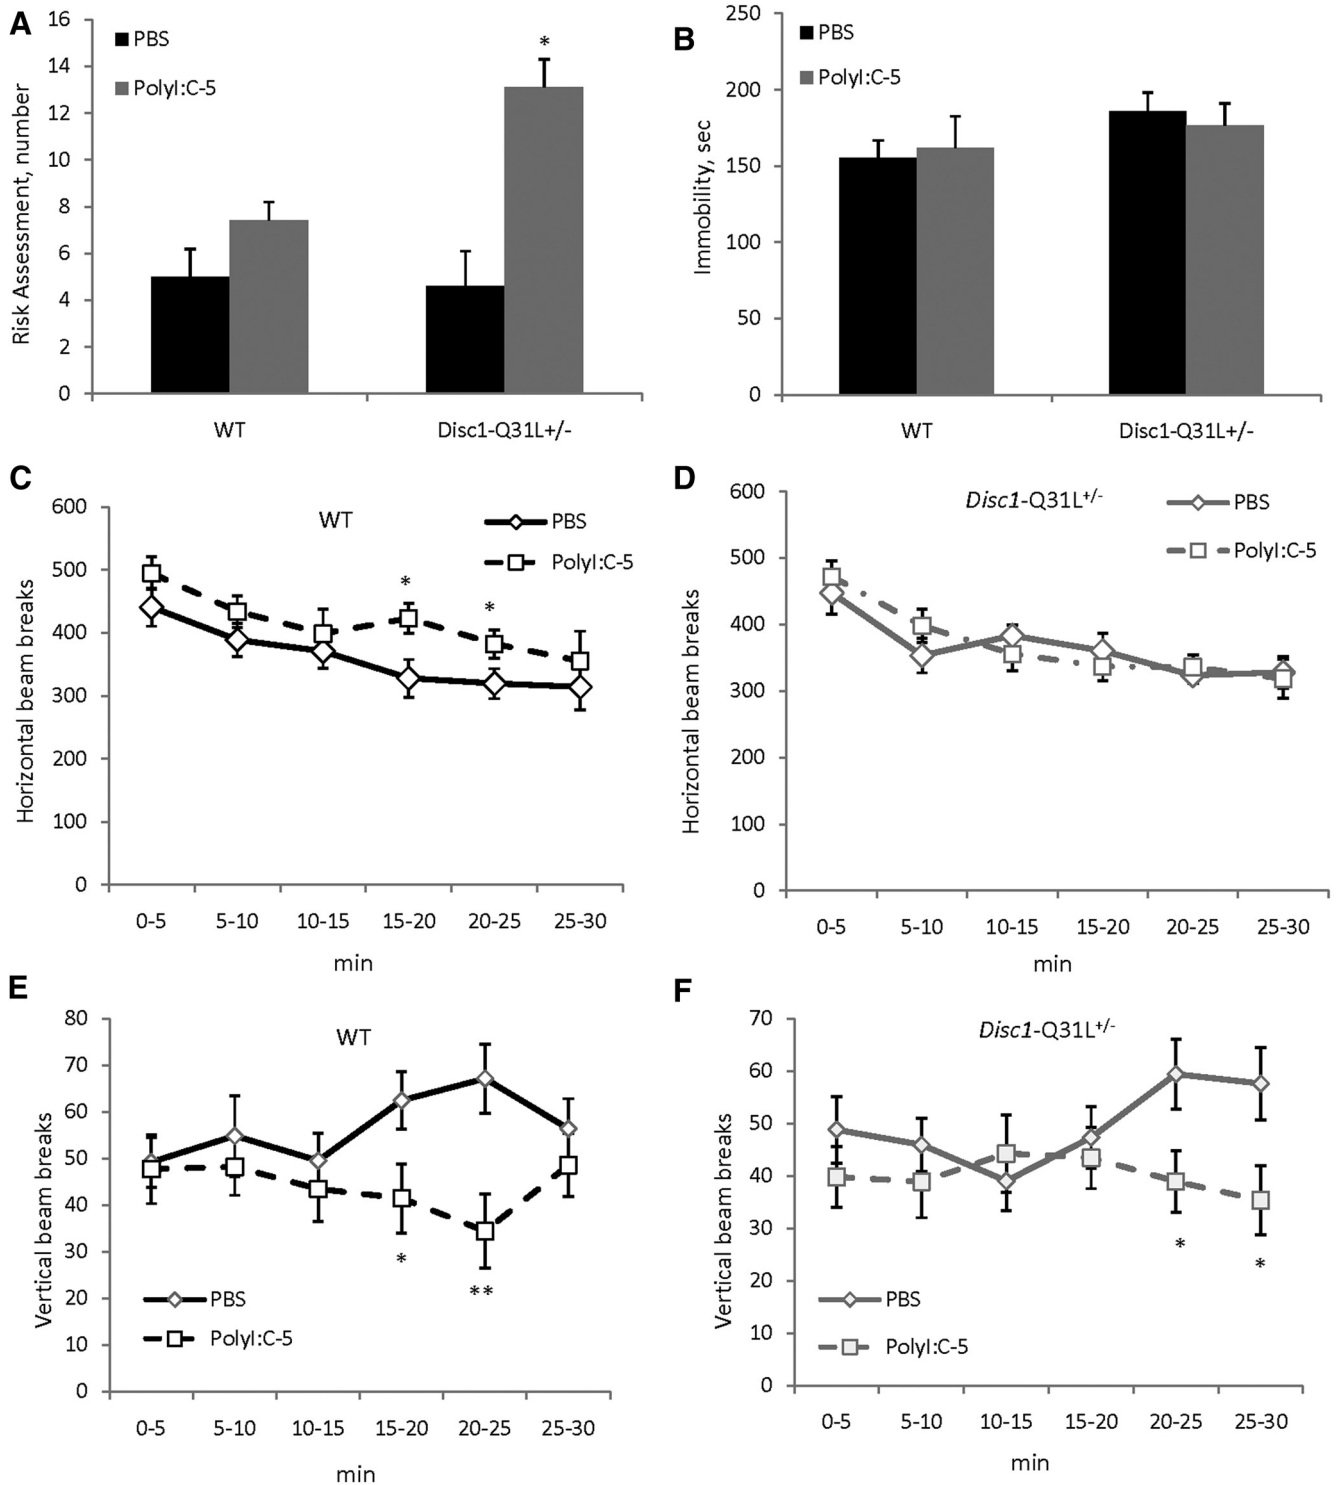 A
Risk Assessment, number
16
14
12
10
8
6
4
2
0
PBS
PolyI:C-5
*
WT
Disc1-Q31L+/-
B
Immobility, sec
250
200
150
100
50
0
PBS
PolyI:C-5
WT
Disc1-Q31L+/-
C
Horizontal beam breaks
600
500
400
300
200
100
0
WT
PBS
PolyI:C-5
*
*
0-5 5-10 10-15 15-20 20-25 25-30
min
D
Horizontal beam breaks
600
500
400
300
200
100
0
Disc1-Q31L+/-
PBS
PolyI:C-5
0-5 5-10 10-15 15-20 20-25 25-30
min
E
Vertical beam breaks
80
70
60
50
40
30
20
10
0
WT
*
**
PBS
PolyI:C-5
0-5 5-10 10-15 15-20 20-25 25-30
min
F
Vertical beam breaks
70
60
50
40
30
20
10
0
Disc1-Q31L+/-
*
*
PBS
PolyI:C-5
0-5 5-10 10-15 15-20 20-25 25-30
min